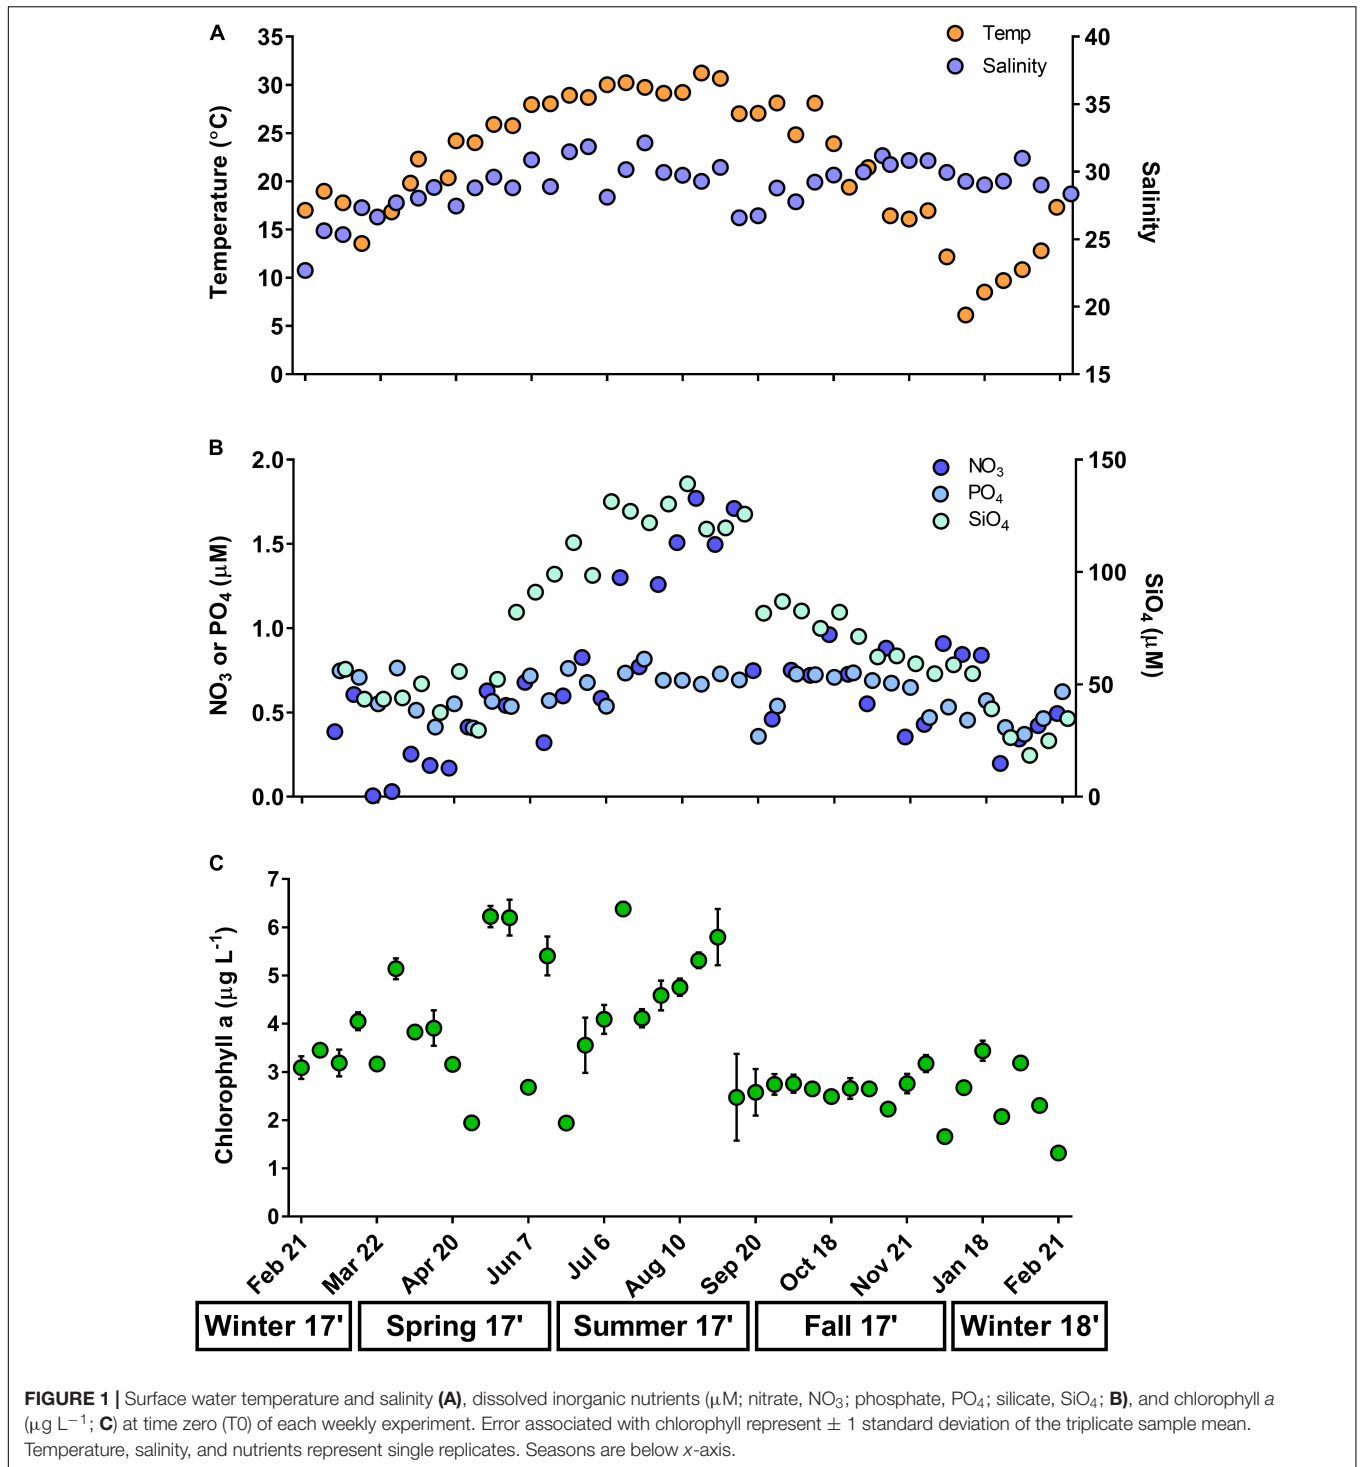 A
35
30
25
20
15
10
5
0
Temperature (°C)
Temp
Salinity
40
35
30
25
20
15
Salinity
B
2.0
1.5
1.0
0.5
0.0
NO₃ or PO₄ (μM)
NO₃
PO₄
SiO₄
150
100
50
0
SiO₄ (μM)
C
7
6
5
4
3
2
1
0
Chlorophyll a (μg L⁻¹)
Feb 21 Mar 22 Apr 20 Jun 7 Jul 6 Aug 10 Sep 20 Oct 18 Nov 21 Jan 18 Feb 21
Winter 17' Spring 17' Summer 17' Fall 17' Winter 18'
FIGURE 1 | Surface water temperature and salinity (A), dissolved inorganic nutrients (μM; nitrate, NO₃; phosphate, PO₄; silicate, SiO₄; B), and chlorophyll a
(μg L⁻¹; C) at time zero (T0) of each weekly experiment. Error associated with chlorophyll represent ± 1 standard deviation of the triplicate sample mean.
Temperature, salinity, and nutrients represent single replicates. Seasons are below x-axis.